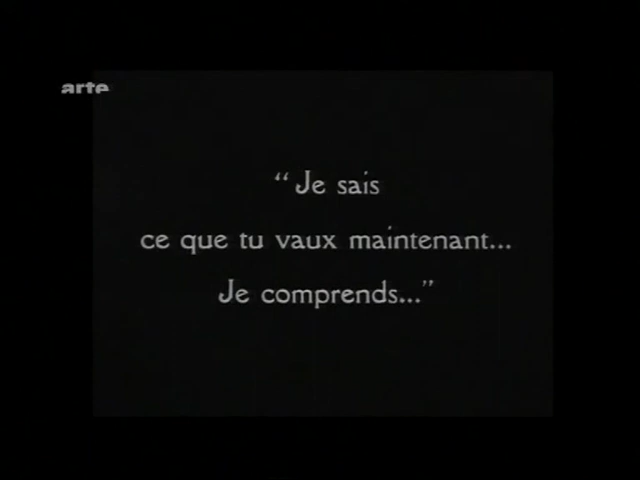 arte
“Je sais
ce que tu vaux maintenant...
Je comprends...”